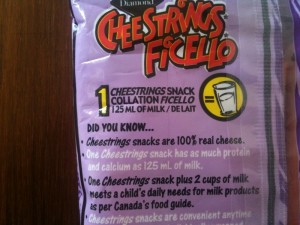 Diamond
CHEESTRINGS
FICELLO
1 CHEESTRINGS SNACK
COLLATION FICELLO
125 ML OF MILK / DE LAIT
=
DID YOU KNOW...
• Cheestrings snacks are 100% real cheese.
• One Cheestrings snack has as much protein
and calcium as 125 mL of milk.
• One Cheestrings snack plus 2 cups of milk
meets a child's daily needs for milk products
as per Canada's food guide.
• Cheestrings snacks are convenient anytime